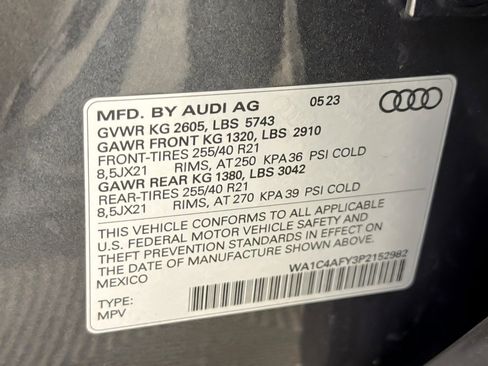 MFD. BY AUDI AG 05 23
GVWR KG 2605, LBS 5743
GAWR FRONT KG 1320, LBS 2910
FRONT-TIRES 255/40 R21
8,5JX21 RIMS, AT 250 KPA 36 PSI COLD
GAWR REAR KG 1380, LBS 3042
REAR-TIRES 255/40 R21
8,5JX21 RIMS, AT 270 KPA 39 PSI COLD
THIS VEHICLE CONFORMS TO ALL APPLICABLE
U.S. FEDERAL MOTOR VEHICLE SAFETY AND
THEFT PREVENTION STANDARDS IN EFFECT ON
THE DATE OF MANUFACTURE SHOWN ABOVE
MEXICO
WA1C4AFY3P2152982
TYPE:
MPV